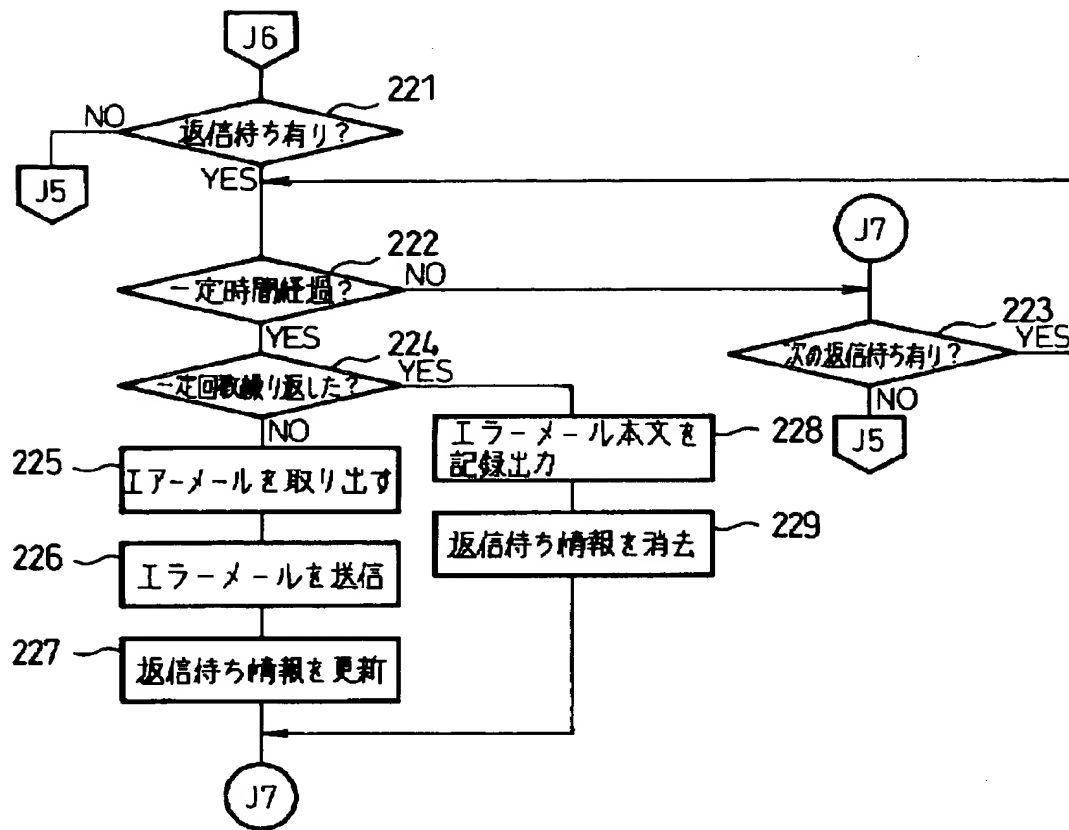 J6
221
NO
返信待ち有り?
J5
YES
J7
222
一定時間経過?
NO
223
YES
YES
次の返信待ち有り?
224
YES
一定回数繰り返した?
NO
NO
J5
225
エアーメールを取り出す
エラーメール本文を
記録出力
228
226
エラーメールを送信
返信待ち情報を消去
229
227
返信待ち情報を更新
J7